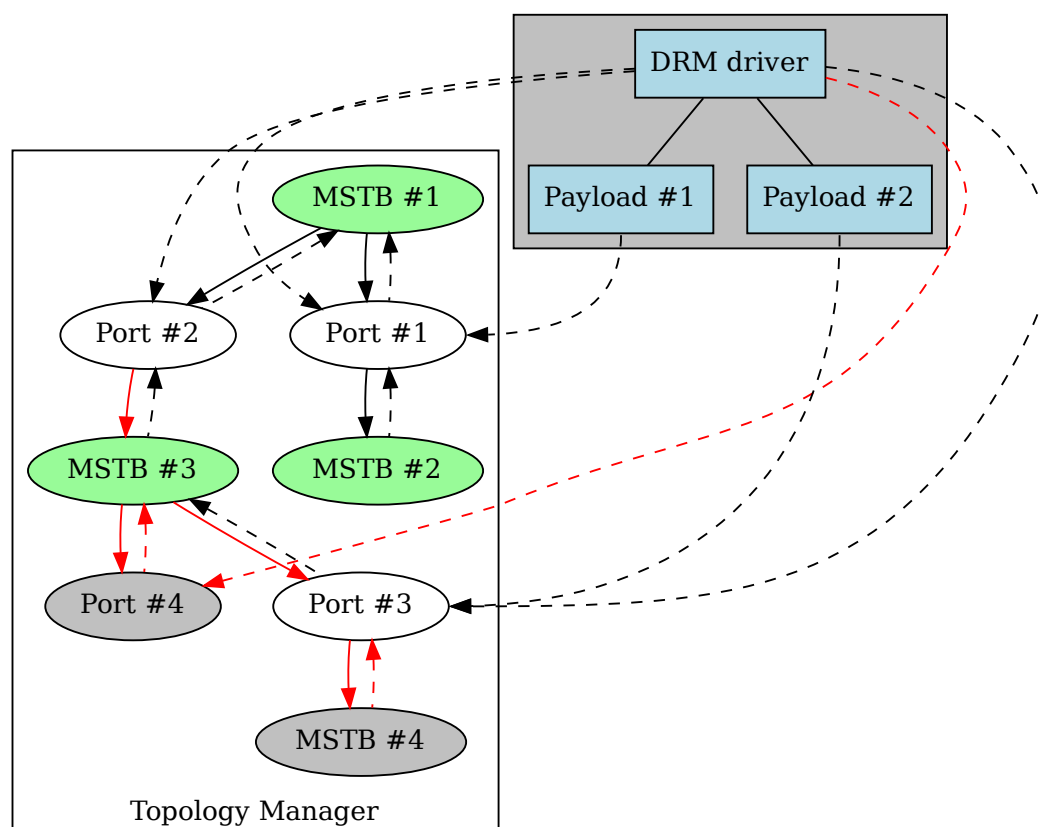 DRM driver
Payload #1
Payload #2
MSTB #1
Port #2
Port #1
MSTB #3
MSTB #2
Port #4
Port #3
MSTB #4
Topology Manager